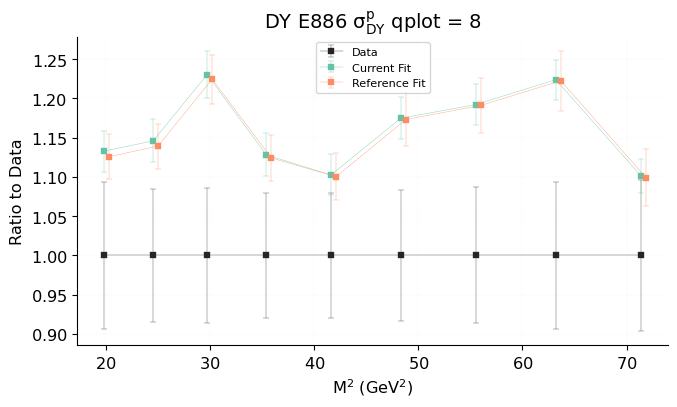 DY E886 σ^p_DY qplot = 8
Data
Current Fit
Reference Fit
Ratio to Data
1.25
1.20
1.15
1.10
1.05
1.00
0.95
0.90
20 30 40 50 60 70
M² (GeV²)